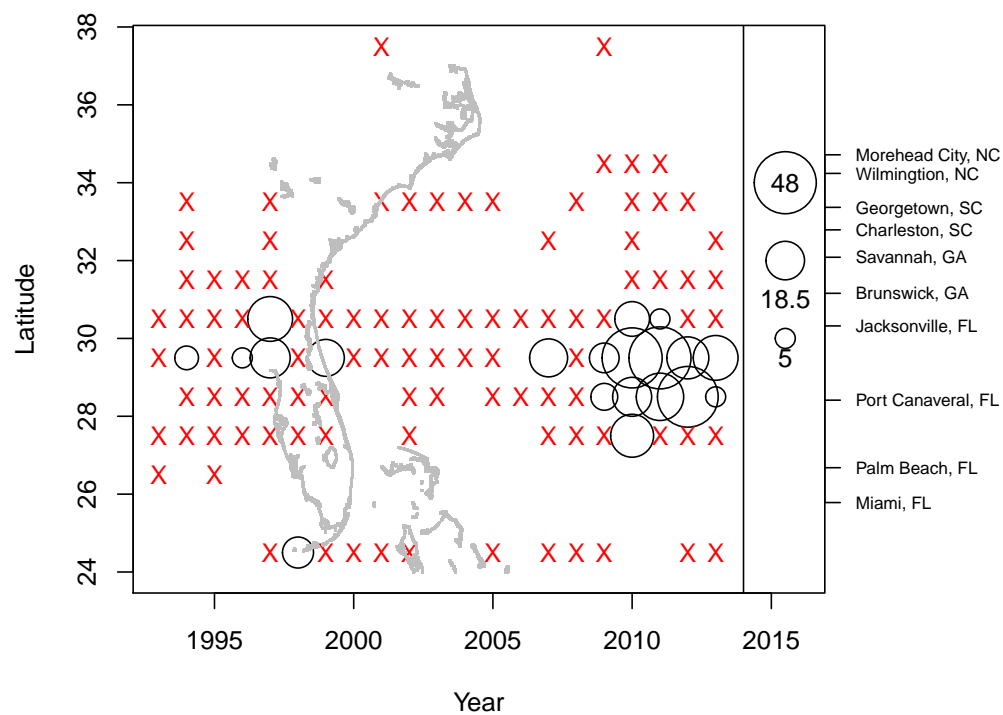 38
36
34
32
30
28
26
24
Latitude
1995
2000
2005
2010
2015
Year
48
18.5
5
Morehead City, NC
Wilmington, NC
Georgetown, SC
Charleston, SC
Savannah, GA
Brunswick, GA
Jacksonville, FL
Port Canaveral, FL
Palm Beach, FL
Miami, FL